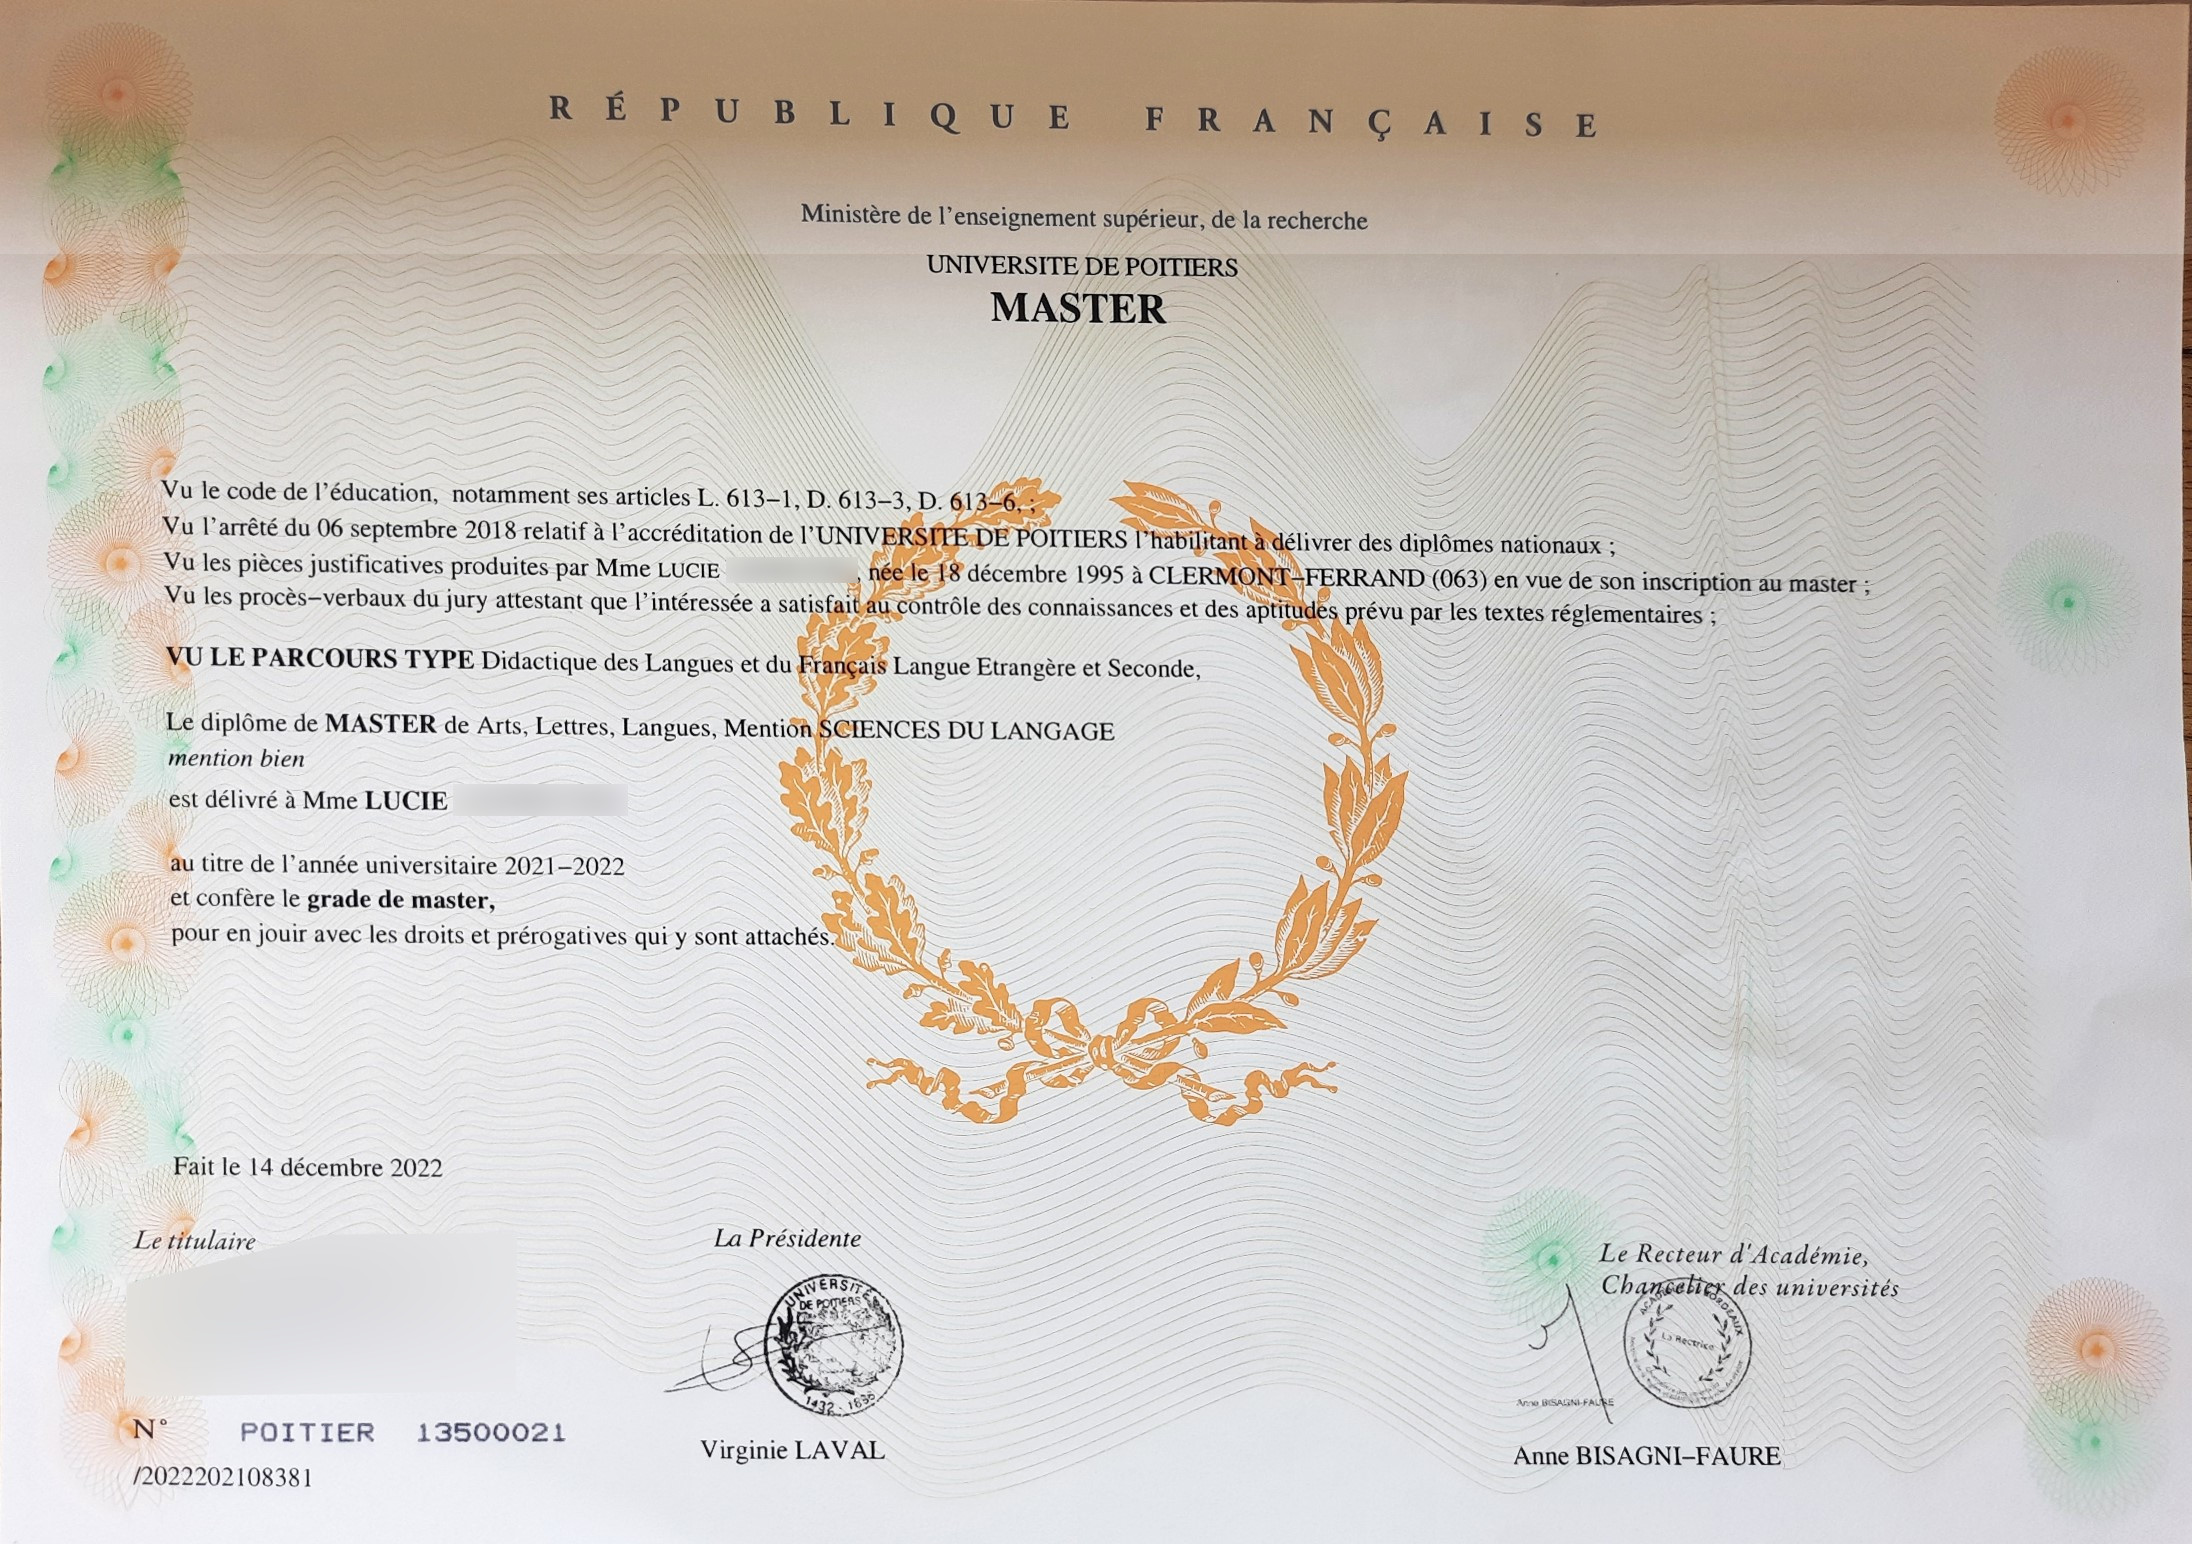 RÉPUBLIQUE FRANÇAISE
Ministère de l'enseignement supérieur, de la recherche
UNIVERSITE DE POITIERS
MASTER
Vu le code de l'éducation, notamment ses articles L. 613–1, D. 613–3, D. 613–6, ;
Vu l'arrêté du 06 septembre 2018 relatif à l'accréditation de l'UNIVERSITE DE POITIERS l'habilitant à délivrer des diplômes nationaux ;
Vu les pièces justificatives produites par Mme LUCIE , née le 18 décembre 1995 à CLERMONT–FERRAND (063) en vue de son inscription au master ;
Vu les procès–verbaux du jury attestant que l'intéressée a satisfait au contrôle des connaissances et des aptitudes prévu par les textes réglementaires ;
VU LE PARCOURS TYPE Didactique des Langues et du Français Langue Etrangère et Seconde,
Le diplôme de MASTER de Arts, Lettres, Langues, Mention SCIENCES DU LANGAGE
mention bien
est délivré à Mme LUCIE
au titre de l'année universitaire 2021–2022
et confère le grade de master,
pour en jouir avec les droits et prérogatives qui y sont attachés.
Fait le 14 décembre 2022
Le titulaire
La Présidente
UNIVERSITÉ
DE POITIERS
Virginie LAVAL
Le Recteur d'Académie,
Chancelier des universités
La Rectrice
Anne BISAGNI-FAURE
Anne BISAGNI–FAURE
N° POITIER 13500021
/2022202108381